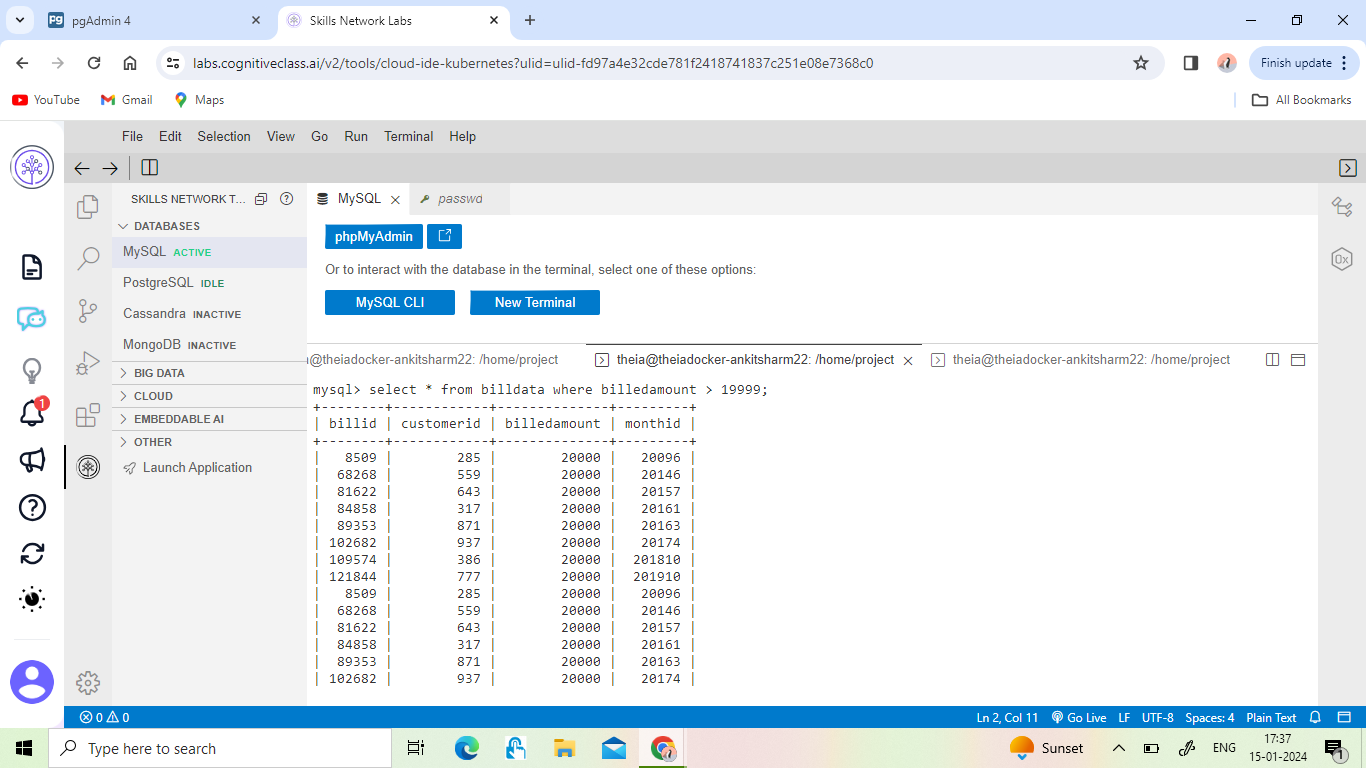 pgAdmin 4
Skills Network Labs
labs.cognitiveclass.ai/v2/tools/cloud-ide-kubernetes?ulid=ulid-fd97a4e32cde781f2418741837c251e08e7368c0
Finish update
YouTube
Gmail
Maps
All Bookmarks
File Edit Selection View Go Run Terminal Help
SKILLS NETWORK T...
MySQL
passwd
DATABASES
MySQL ACTIVE
PostgreSQL IDLE
Cassandra INACTIVE
MongoDB INACTIVE
BIG DATA
CLOUD
EMBEDDABLE AI
OTHER
Launch Application
1
phpMyAdmin
Or to interact with the database in the terminal, select one of these options:
MySQL CLI
New Terminal
@theiadocker-ankitsharm22: /home/project
theia@theiadocker-ankitsharm22: /home/project
theia@theiadocker-ankitsharm22: /home/project
mysql> select * from billdata where billedamount > 19999;
+--------+------------+--------------+---------+
| billid | customerid | billedamount | monthid |
+--------+------------+--------------+---------+
|   8509 |        285 |        20000 |   20096 |
|  68268 |        559 |        20000 |   20146 |
|  81622 |        643 |        20000 |   20157 |
|  84858 |        317 |        20000 |   20161 |
|  89353 |        871 |        20000 |   20163 |
| 102682 |        937 |        20000 |   20174 |
| 109574 |        386 |        20000 |  201810 |
| 121844 |        777 |        20000 |  201910 |
|   8509 |        285 |        20000 |   20096 |
|  68268 |        559 |        20000 |   20146 |
|  81622 |        643 |        20000 |   20157 |
|  84858 |        317 |        20000 |   20161 |
|  89353 |        871 |        20000 |   20163 |
| 102682 |        937 |        20000 |   20174 |
0x
0 0
Ln 2, Col 11 Go Live LF UTF-8 Spaces: 4 Plain Text
Type here to search
Sunset
ENG
17:37
15-01-2024
1